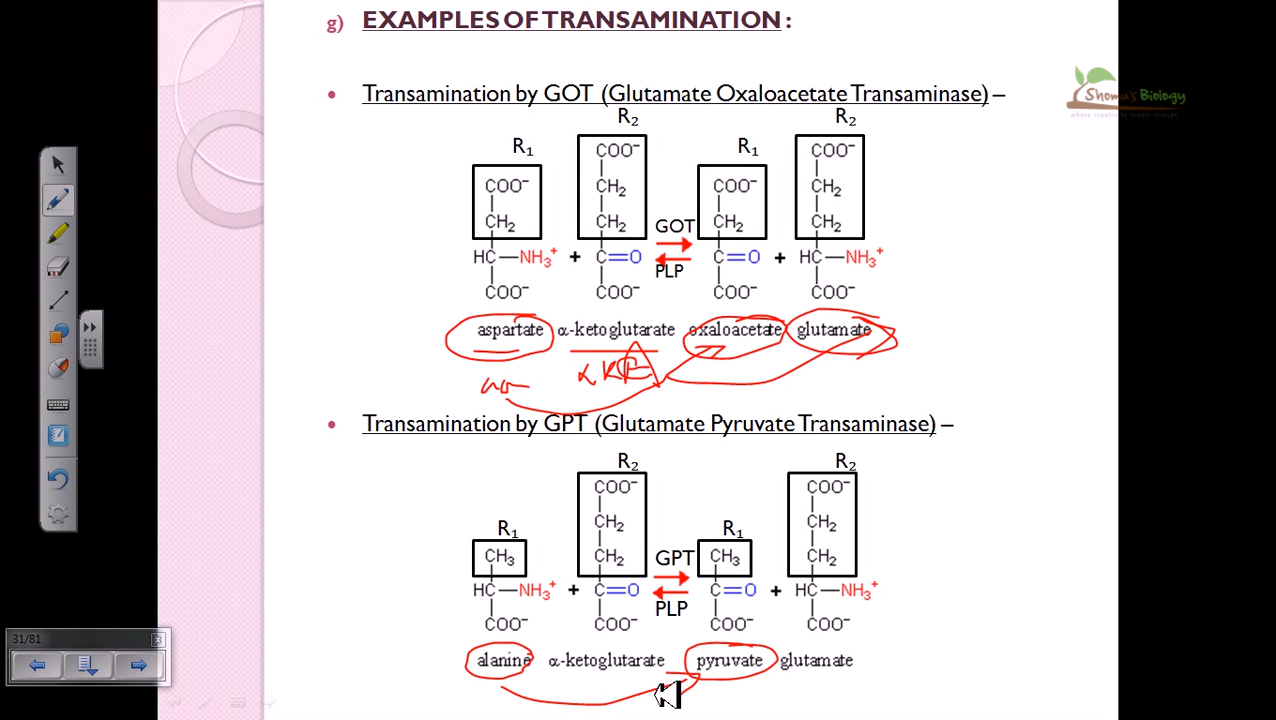 g) EXAMPLES OF TRANSAMINATION :
Shomu's Biology
• Transamination by GOT (Glutamate Oxaloacetate Transaminase) –
R₂ R₂
R₁ R₁
COO⁻ COO⁻
COO⁻ CH₂ COO⁻ CH₂
CH₂ CH₂ GOT CH₂ CH₂
HC—NH₃⁺ + C=O PLP C=O + HC—NH₃⁺
COO⁻ COO⁻ COO⁻ COO⁻
aspartate α-ketoglutarate oxaloacetate glutamate
• Transamination by GPT (Glutamate Pyruvate Transaminase) –
R₂ R₂
COO⁻ COO⁻
R₁ CH₂ R₁ CH₂
CH₃ CH₂ GPT CH₃ CH₂
HC—NH₃⁺ + C=O PLP C=O + HC—NH₃⁺
COO⁻ COO⁻ COO⁻ COO⁻
31/81
alanine α-ketoglutarate pyruvate glutamate